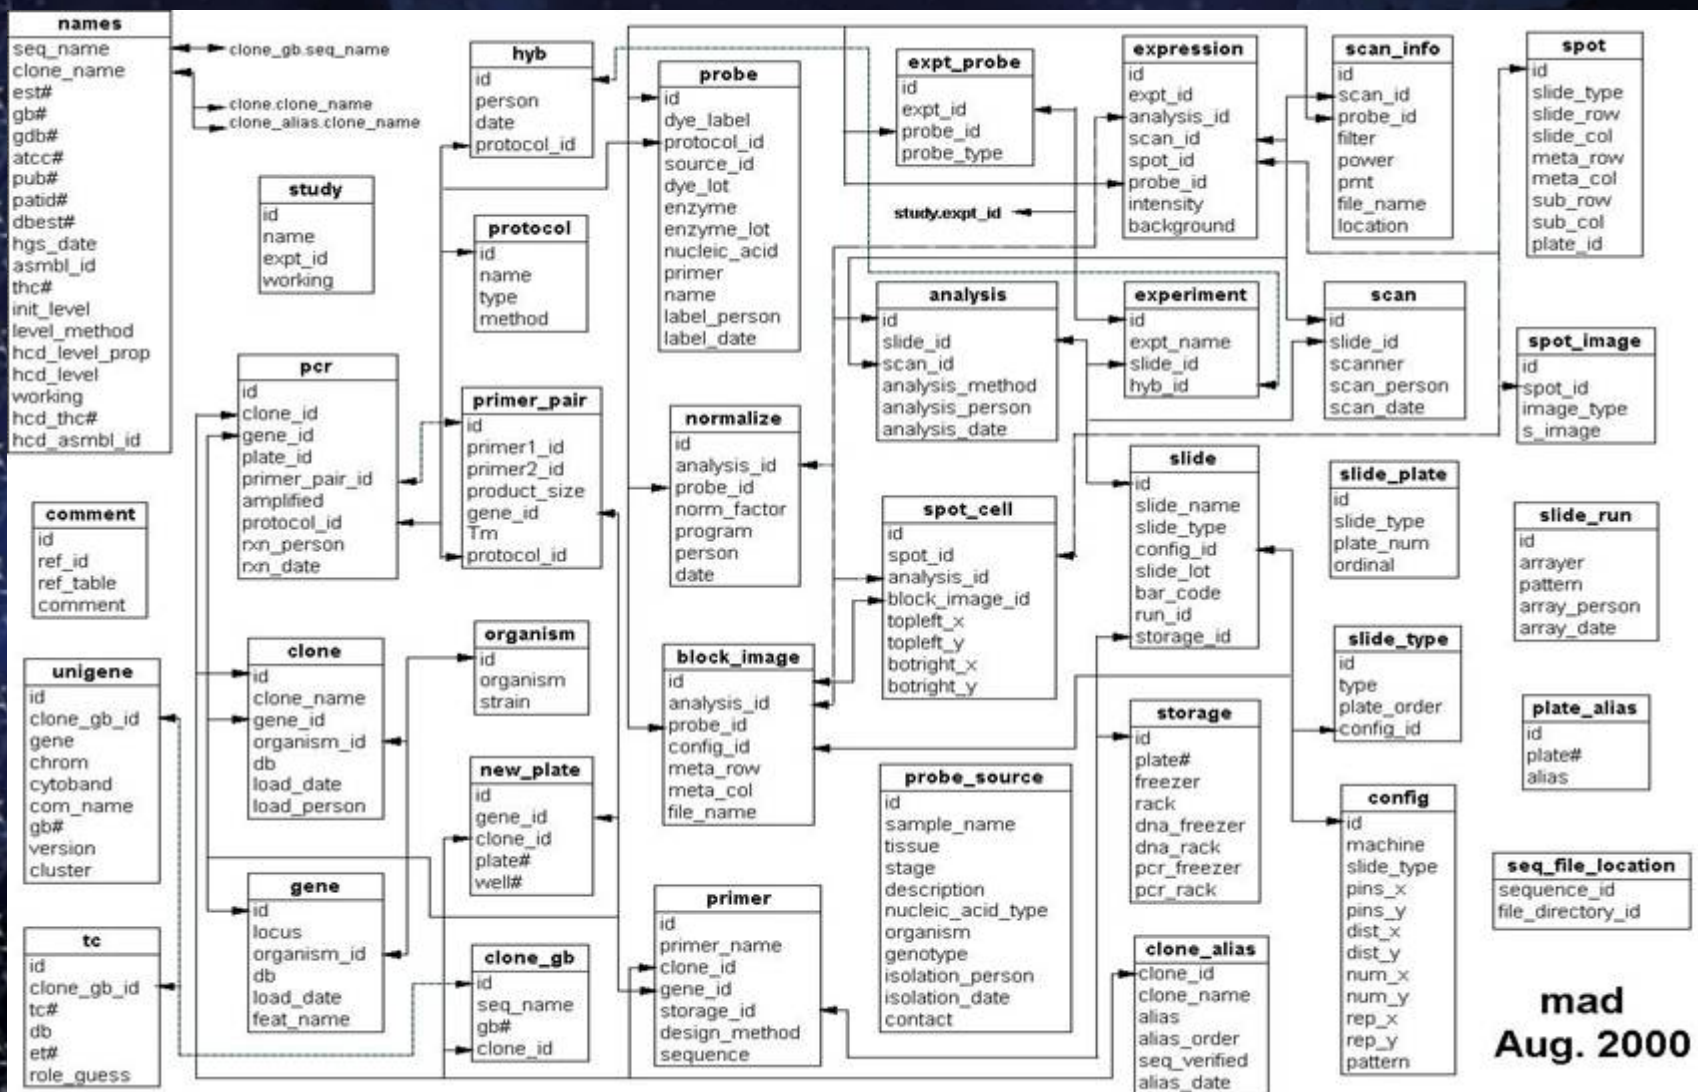 names
seq_name
clone_name
est#
gb#
gdb#
atcc#
pub#
patid#
dbest#
hgs_date
asmbl_id
thc#
init_level
level_method
hcd_level_prop
hcd_level
working
hcd_thc#
hcd_asmbl_id
clone_gb.seq_name
clone.clone_name
clone_alias.clone_name
study
id
name
expt_id
working
hyb
id
person
date
protocol_id
protocol
id
name
type
method
probe
id
dye_label
protocol_id
source_id
dye_lot
enzyme
enzyme_lot
nucleic_acid
primer
name
label_person
label_date
expt_probe
id
expt_id
probe_id
probe_type
study.expt_id
expression
id
expt_id
analysis_id
scan_id
spot_id
probe_id
intensity
background
scan_info
id
scan_id
probe_id
filter
power
pmt
file_name
location
spot
id
slide_type
slide_row
slide_col
meta_row
meta_col
sub_row
sub_col
plate_id
pcr
id
clone_id
gene_id
plate_id
primer_pair_id
amplified
protocol_id
rxn_person
rxn_date
primer_pair
id
primer1_id
primer2_id
product_size
gene_id
Tm
protocol_id
normalize
id
analysis_id
probe_id
norm_factor
program
person
date
analysis
id
slide_id
scan_id
analysis_method
analysis_person
analysis_date
experiment
id
expt_name
slide_id
hyb_id
scan
id
slide_id
scanner
scan_person
scan_date
spot_image
id
spot_id
image_type
s_image
comment
id
ref_id
ref_table
comment
spot_cell
id
spot_id
analysis_id
block_image_id
topleft_x
topleft_y
botright_x
botright_y
slide
id
slide_name
slide_type
config_id
slide_lot
bar_code
run_id
storage_id
slide_plate
id
slide_type
plate_num
ordinal
slide_run
id
arrayer
pattern
array_person
array_date
unigene
id
clone_gb_id
gene
chrom
cytoband
com_name
gb#
version
cluster
clone
id
clone_name
gene_id
organism_id
db
load_date
load_person
organism
id
organism
strain
block_image
id
analysis_id
probe_id
config_id
meta_row
meta_col
file_name
slide_type
id
type
plate_order
config_id
storage
id
plate#
freezer
rack
dna_freezer
dna_rack
pcr_freezer
pcr_rack
plate_alias
id
plate#
alias
new_plate
id
gene_id
clone_id
plate#
well#
probe_source
id
sample_name
tissue
stage
description
nucleic_acid_type
organism
genotype
isolation_person
isolation_date
contact
config
id
machine
slide_type
pins_x
pins_y
dist_x
dist_y
num_x
num_y
rep_x
rep_y
pattern
seq_file_location
sequence_id
file_directory_id
tc
id
clone_gb_id
tc#
db
et#
role_guess
gene
id
locus
organism_id
db
load_date
feat_name
clone_gb
id
seq_name
gb#
clone_id
primer
id
primer_name
clone_id
gene_id
storage_id
design_method
sequence
clone_alias
clone_id
clone_name
alias
alias_order
seq_verified
alias_date
mad
Aug. 2000